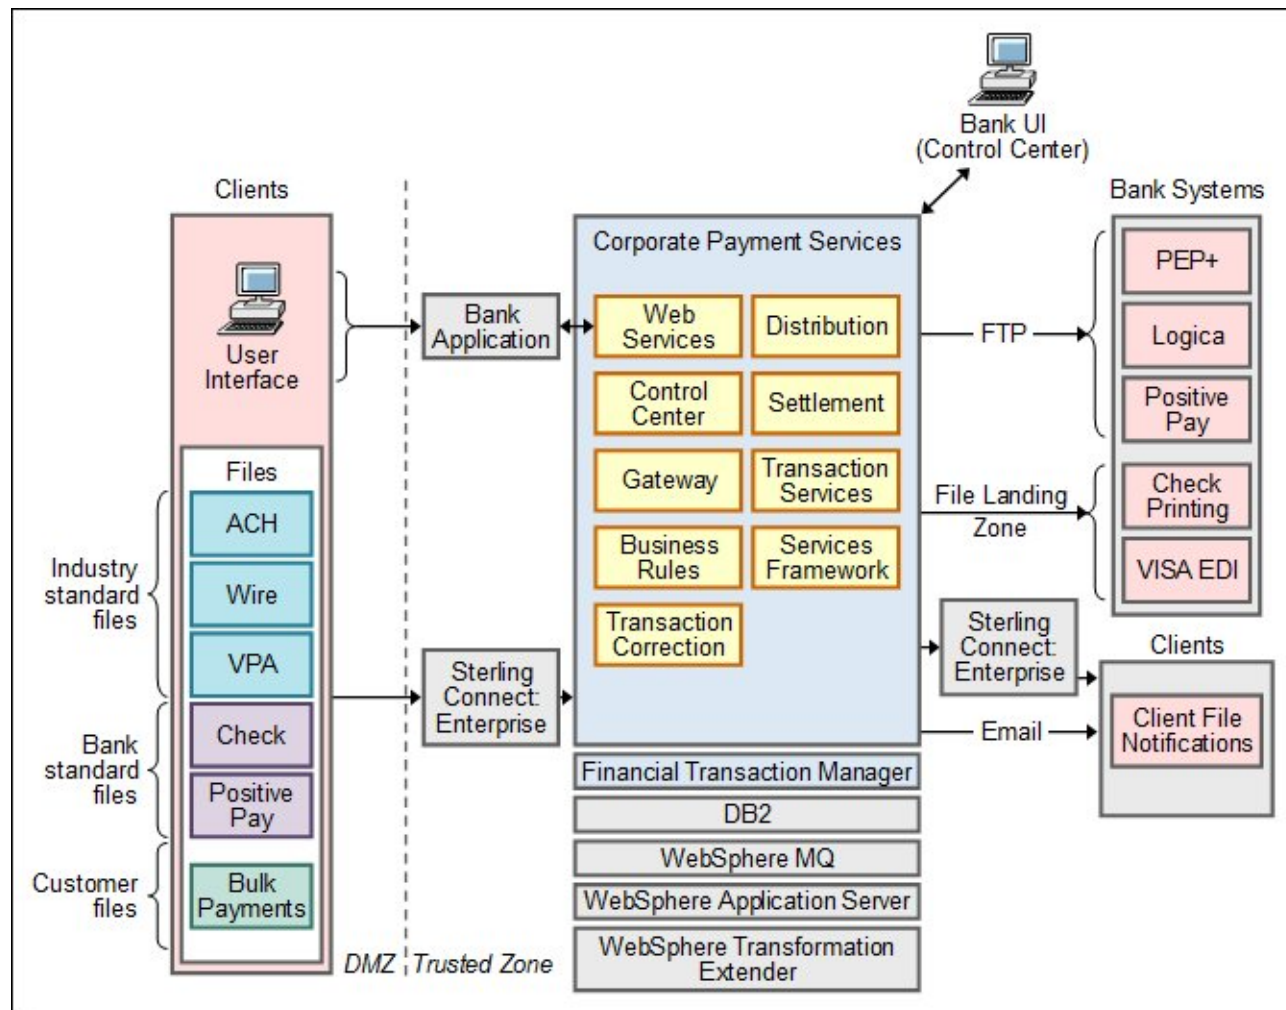 Bank UI
(Control Center)
Clients
Bank Systems
Corporate Payment Services
User
Interface
Bank
Application
Web
Services
Distribution
Control
Center
Settlement
Gateway
Transaction
Services
Business
Rules
Services
Framework
Transaction
Correction
FTP
PEP+
Logica
Positive
Pay
File Landing
Zone
Check
Printing
VISA EDI
Files
Industry
standard
files
ACH
Wire
VPA
Bank
standard
files
Check
Positive
Pay
Customer
files
Bulk
Payments
Sterling
Connect:
Enterprise
Sterling
Connect:
Enterprise
Clients
Email
Client File
Notifications
Financial Transaction Manager
DB2
WebSphere MQ
WebSphere Application Server
WebSphere Transformation
Extender
DMZ
Trusted Zone